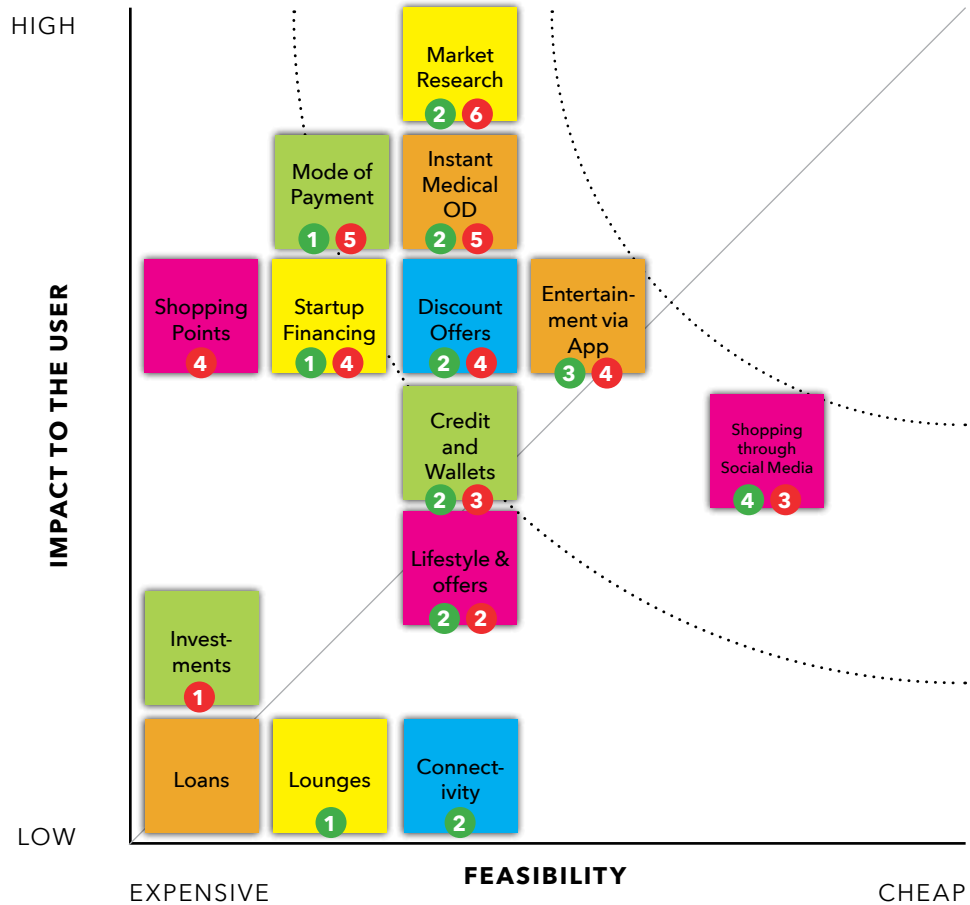 HIGH
Market
Research
2 6
Mode of
Payment
1 5
Instant
Medical
OD
2 5
Shopping
Points
4
Startup
Financing
1 4
Discount
Offers
2 4
Entertain-
ment via
App
3 4
IMPACT TO THE USER
Credit
and
Wallets
2 3
Shopping
through
Social Media
4 3
Lifestyle &
offers
2 2
Invest-
ments
1
Loans
Lounges
1
Connect-
ivity
2
LOW
FEASIBILITY
EXPENSIVE
CHEAP